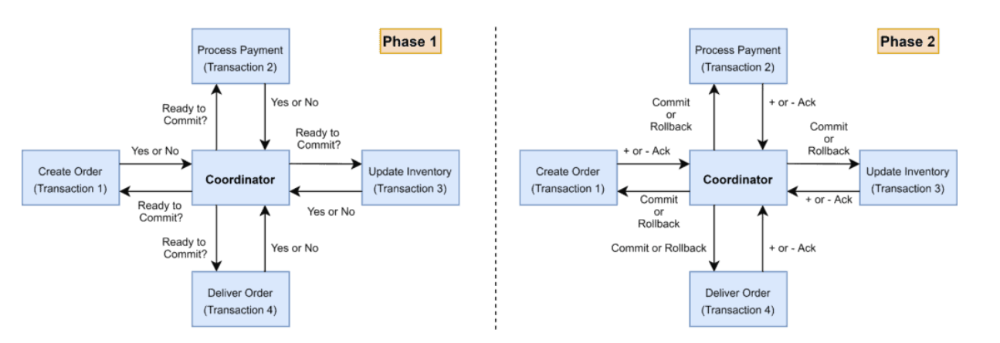 Phase 1
Process Payment
(Transaction 2)
Ready to
Commit?
Yes or No
Ready to
Commit?
Yes or No
Create Order
(Transaction 1)
Coordinator
Update Inventory
(Transaction 3)
Ready to
Commit?
Yes or No
Ready to
Commit?
Yes or No
Deliver Order
(Transaction 4)
Phase 2
Process Payment
(Transaction 2)
Commit
or
Rollback
+ or - Ack
Commit
or
Rollback
+ or - Ack
Create Order
(Transaction 1)
Coordinator
Update Inventory
(Transaction 3)
Commit
or
Rollback
+ or - Ack
Commit or Rollback
+ or - Ack
Deliver Order
(Transaction 4)